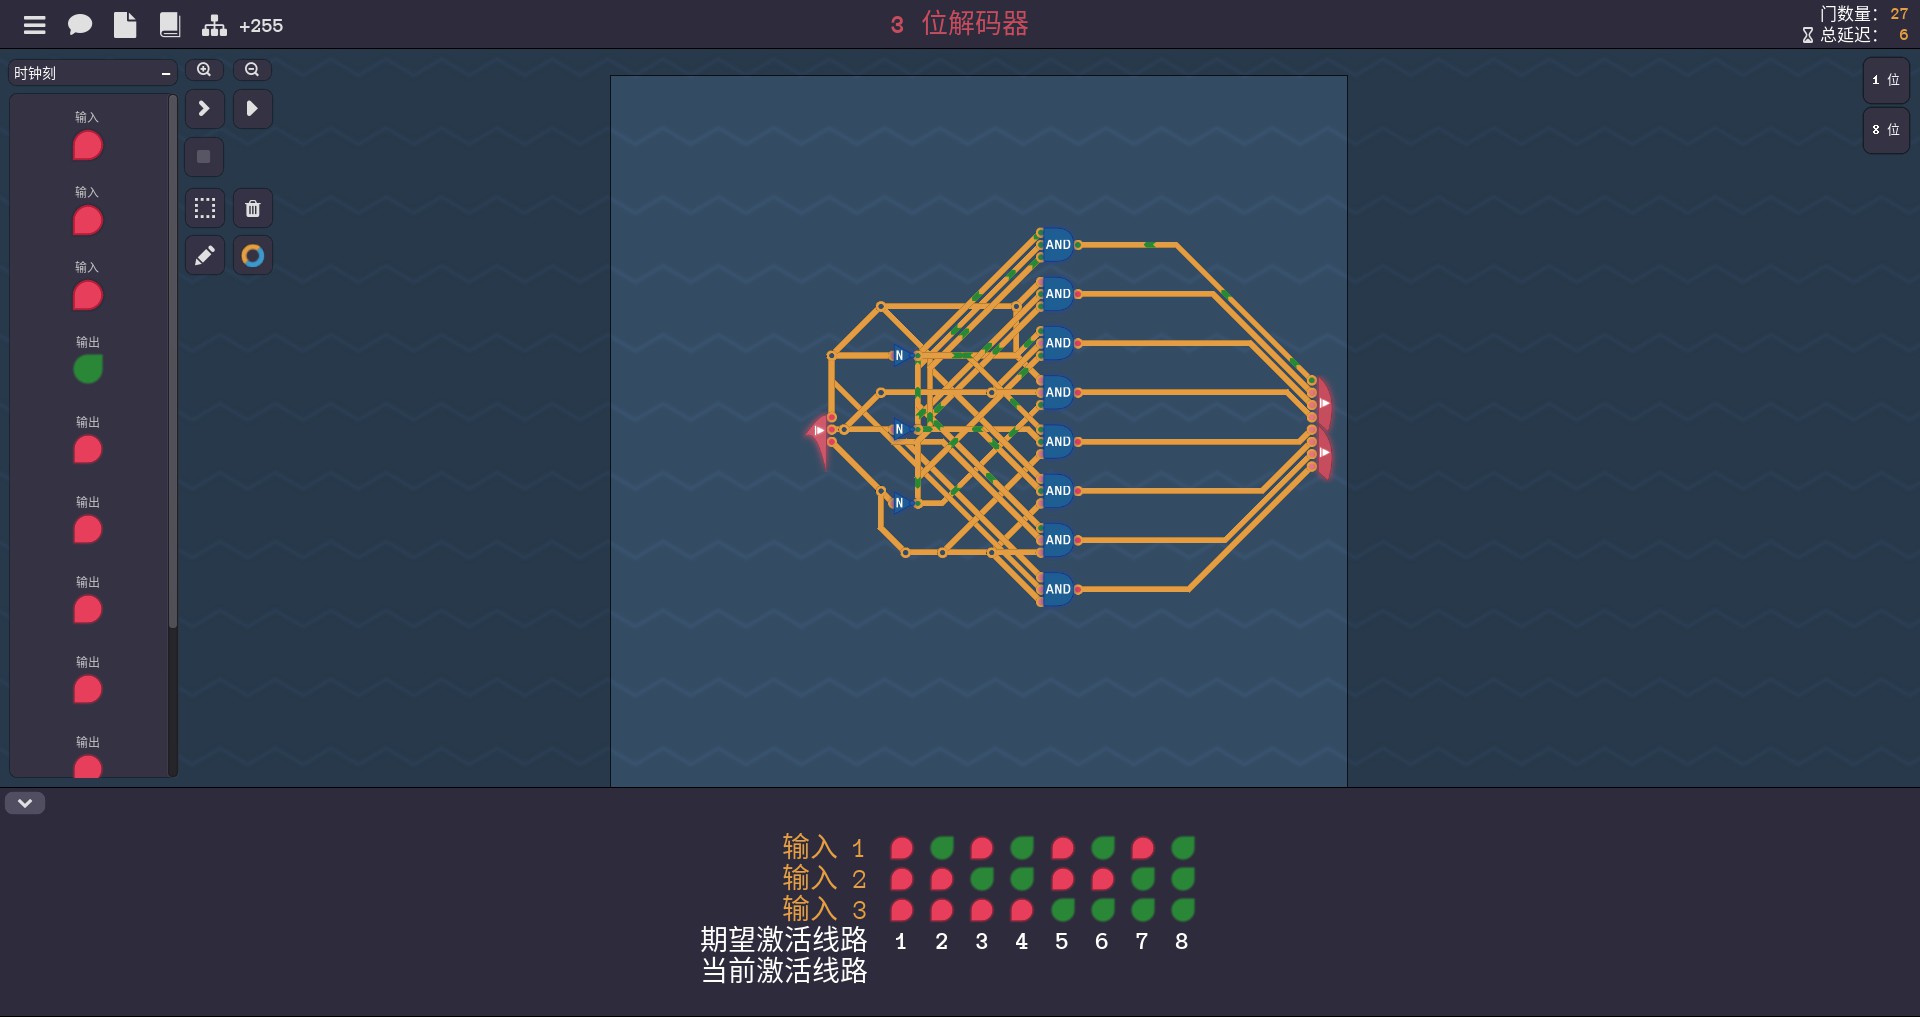 +255
3 位解码器
门数量： 27
总延迟： 6
时钟刻
1 位
8 位
输入
输入
输入
输出
输出
输出
输出
输出
输出
AND
AND
AND
AND
AND
AND
AND
AND
N
N
N
输入 1
输入 2
输入 3
期望激活线路 1 2 3 4 5 6 7 8
当前激活线路